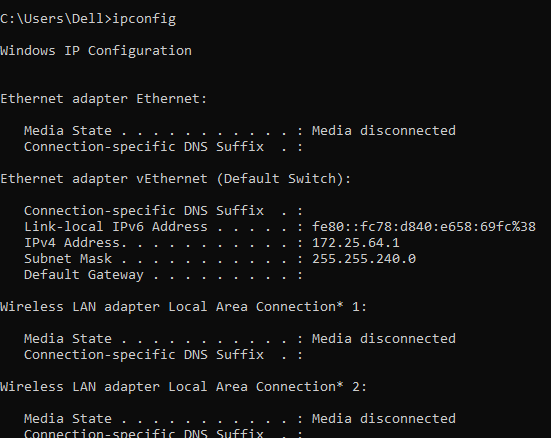 C:\Users\Dell>ipconfig
Windows IP Configuration
Ethernet adapter Ethernet:
   Media State . . . . . . . . . . . : Media disconnected
   Connection-specific DNS Suffix  . :
Ethernet adapter vEthernet (Default Switch):
   Connection-specific DNS Suffix  . :
   Link-local IPv6 Address . . . . . : fe80::fc78:d840:e658:69fc%38
   IPv4 Address. . . . . . . . . . . : 172.25.64.1
   Subnet Mask . . . . . . . . . . . : 255.255.240.0
   Default Gateway . . . . . . . . . :
Wireless LAN adapter Local Area Connection* 1:
   Media State . . . . . . . . . . . : Media disconnected
   Connection-specific DNS Suffix  . :
Wireless LAN adapter Local Area Connection* 2:
   Media State . . . . . . . . . . . : Media disconnected
   Connection-specific DNS Suffix  . :